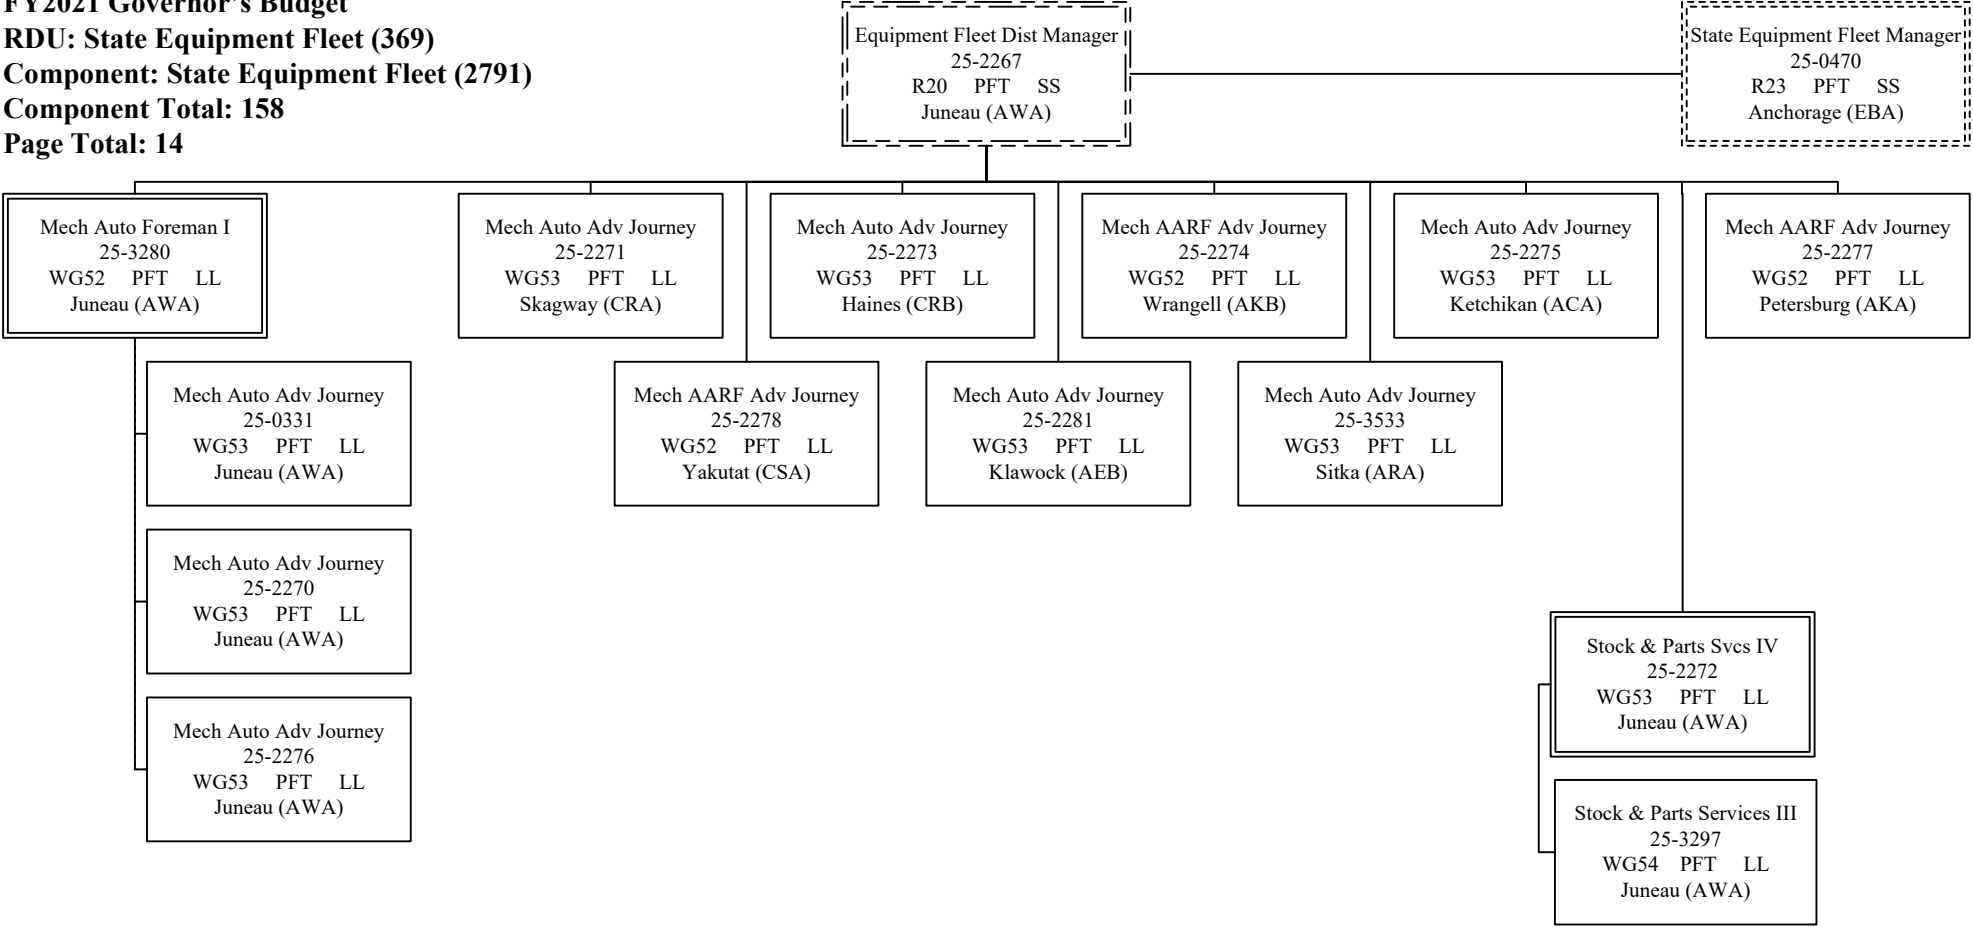 FY2021 Governor's Budget
RDU: State Equipment Fleet (369)
Component: State Equipment Fleet (2791)
Component Total: 158
Page Total: 14
Equipment Fleet Dist Manager
25-2267
R20 PFT SS
Juneau (AWA)
State Equipment Fleet Manager
25-0470
R23 PFT SS
Anchorage (EBA)
Mech Auto Foreman I
25-3280
WG52 PFT LL
Juneau (AWA)
Mech Auto Adv Journey
25-2271
WG53 PFT LL
Skagway (CRA)
Mech Auto Adv Journey
25-2273
WG53 PFT LL
Haines (CRB)
Mech AARF Adv Journey
25-2274
WG52 PFT LL
Wrangell (AKB)
Mech Auto Adv Journey
25-2275
WG53 PFT LL
Ketchikan (ACA)
Mech AARF Adv Journey
25-2277
WG52 PFT LL
Petersburg (AKA)
Mech Auto Adv Journey
25-0331
WG53 PFT LL
Juneau (AWA)
Mech AARF Adv Journey
25-2278
WG52 PFT LL
Yakutat (CSA)
Mech Auto Adv Journey
25-2281
WG53 PFT LL
Klawock (AEB)
Mech Auto Adv Journey
25-3533
WG53 PFT LL
Sitka (ARA)
Mech Auto Adv Journey
25-2270
WG53 PFT LL
Juneau (AWA)
Stock & Parts Svcs IV
25-2272
WG53 PFT LL
Juneau (AWA)
Mech Auto Adv Journey
25-2276
WG53 PFT LL
Juneau (AWA)
Stock & Parts Services III
25-3297
WG54 PFT LL
Juneau (AWA)